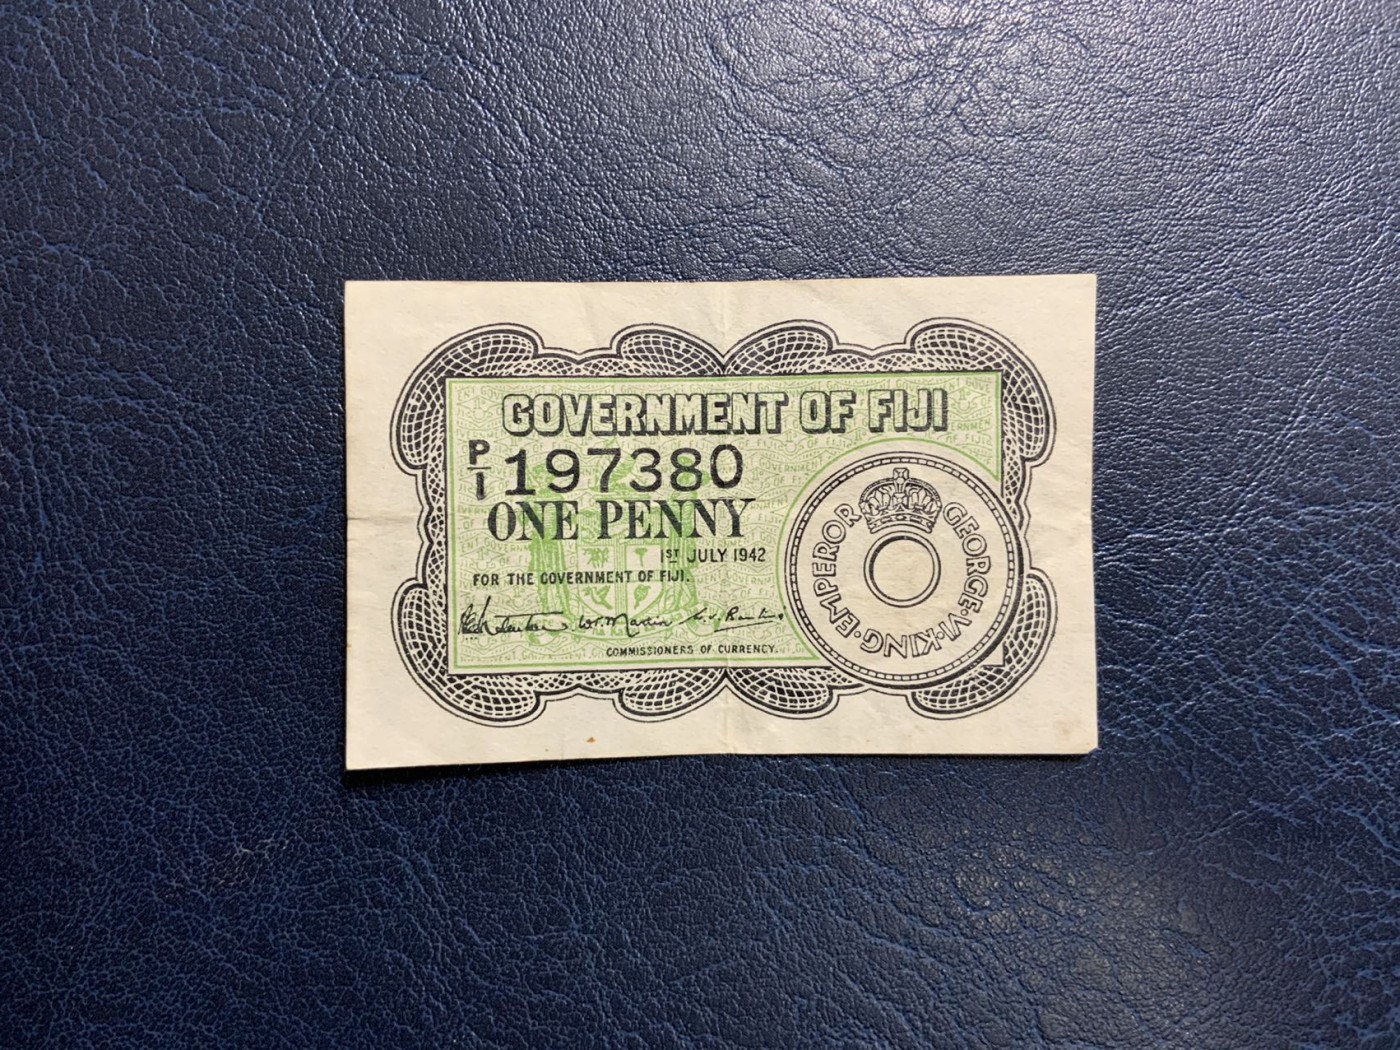 GOVERNMENT OF FIJI
P/1 197380
ONE PENNY
1ST JULY 1942
FOR THE GOVERNMENT OF FIJI.
COMMISSIONERS OF CURRENCY.
GEORGE·VI·KING·EMPEROR